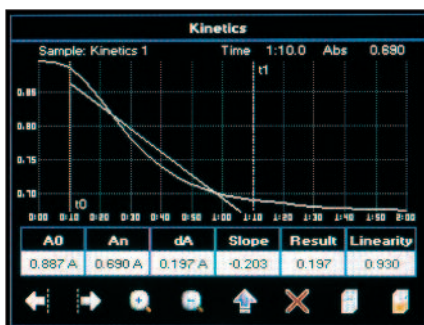 Kinetics
Sample: Kinetics 1 Time 1:10.0 Abs 0.690
t1
0.85
0.80
0.75
0.70
t0
0:00 0:10 0:20 0:30 0:40 0:50 1:00 1:10 1:20 1:30 1:40 1:50 2:00
A0 An dA Slope Result Linearity
0.887 A 0.690 A 0.197 A -0.203 0.197 0.930